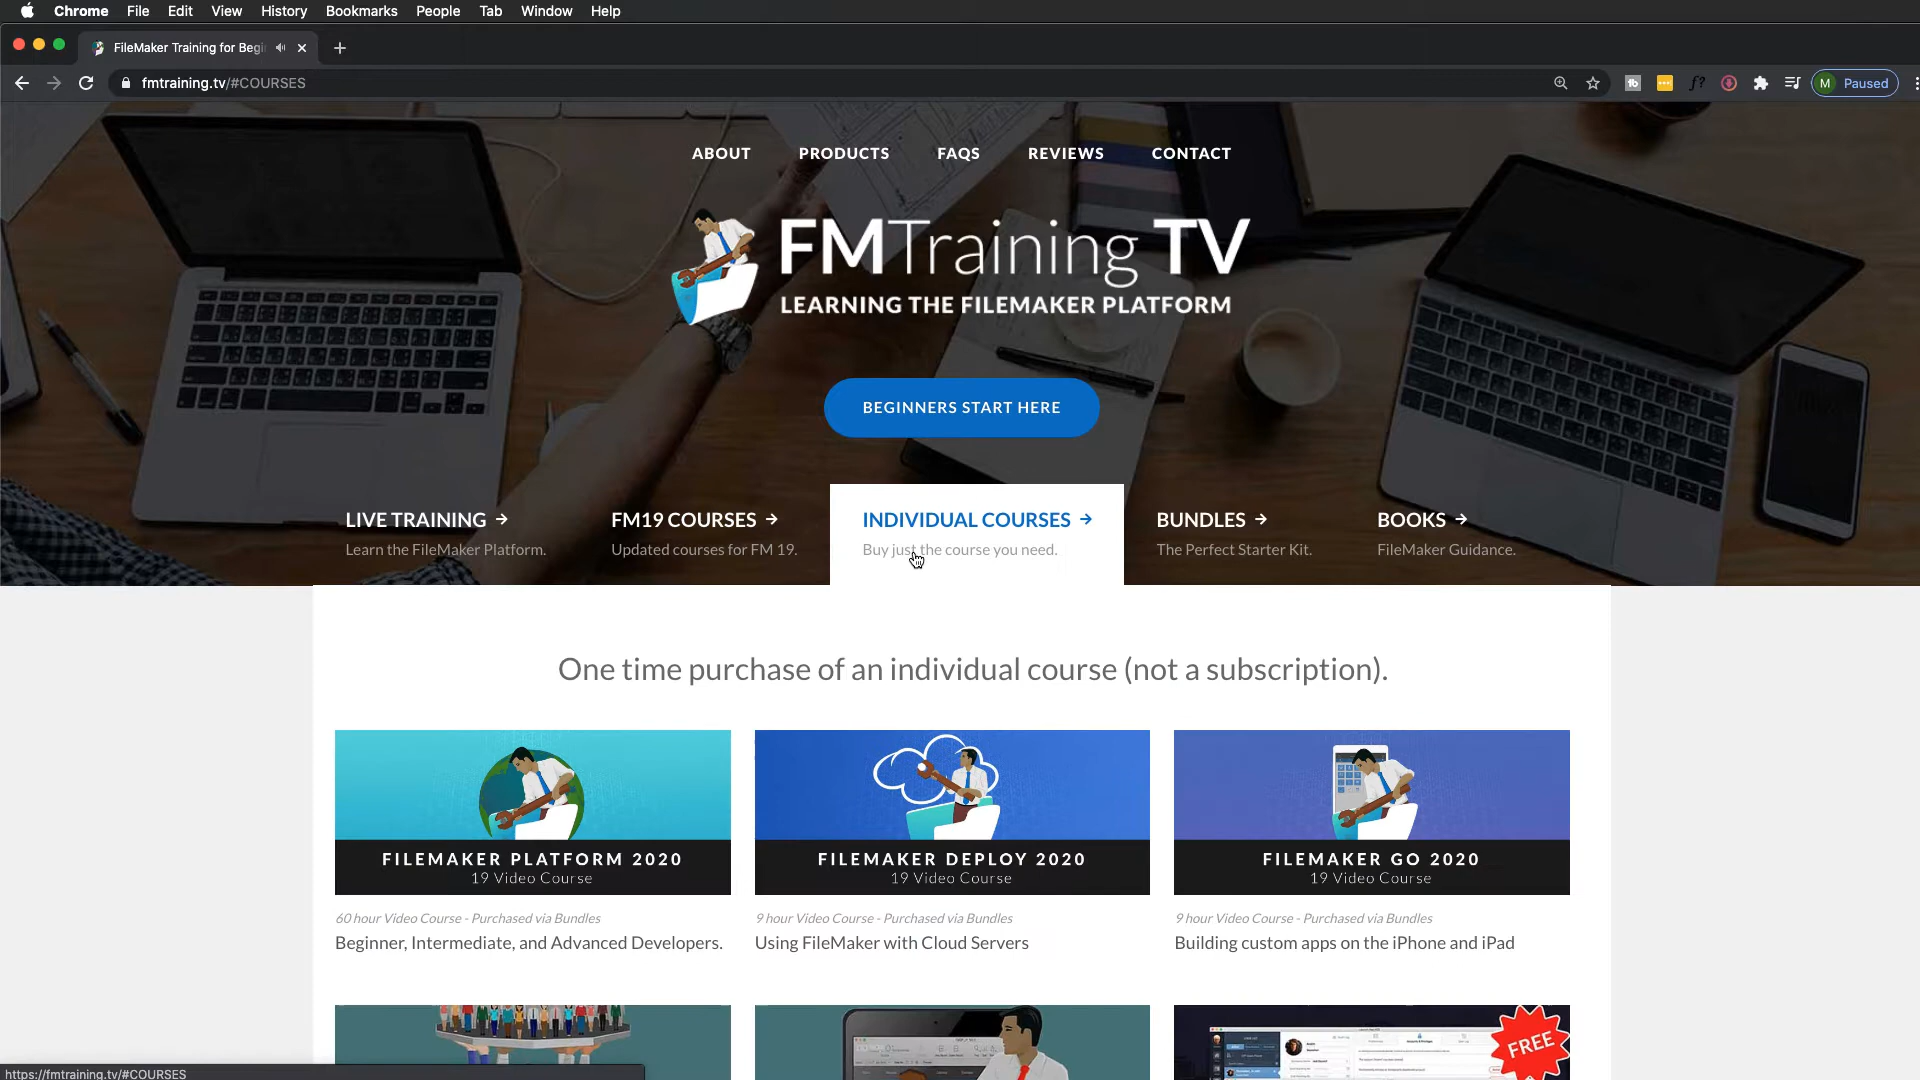 Chrome File Edit View History Bookmarks People Tab Window Help
FileMaker Training for Begi
fmtraining.tv/#COURSES
M Paused
ABOUT PRODUCTS FAQS REVIEWS CONTACT
FMTraining TV
LEARNING THE FILEMAKER PLATFORM
BEGINNERS START HERE
LIVE TRAINING → FM19 COURSES → INDIVIDUAL COURSES → BUNDLES → BOOKS →
Learn the FileMaker Platform. Updated courses for FM 19. Buy just the course you need. The Perfect Starter Kit. FileMaker Guidance.
One time purchase of an individual course (not a subscription).
FILEMAKER PLATFORM 2020 FILEMAKER DEPLOY 2020 FILEMAKER GO 2020
19 Video Course 19 Video Course 19 Video Course
60 hour Video Course - Purchased via Bundles 9 hour Video Course - Purchased via Bundles 9 hour Video Course - Purchased via Bundles
Beginner, Intermediate, and Advanced Developers. Using FileMaker with Cloud Servers Building custom apps on the iPhone and iPad
FREE
https://fmtraining.tv/#COURSES